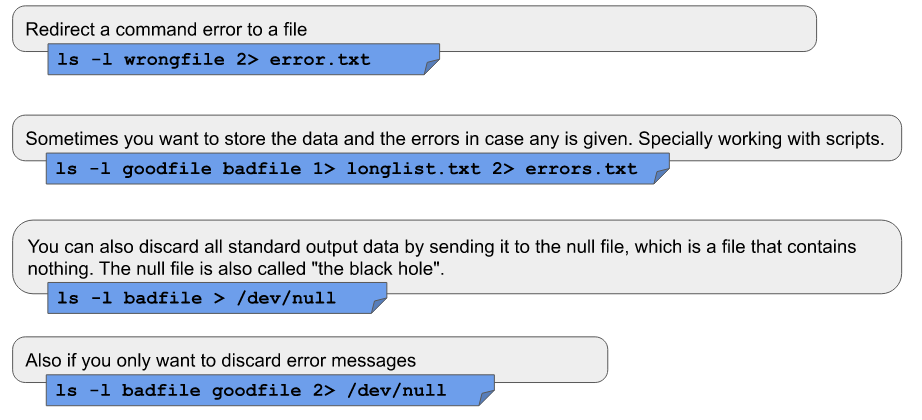 Redirect a command error to a file
ls -l wrongfile 2> error.txt
Sometimes you want to store the data and the errors in case any is given. Specially working with scripts.
ls -l goodfile badfile 1> longlist.txt 2> errors.txt
You can also discard all standard output data by sending it to the null file, which is a file that contains
nothing. The null file is also called "the black hole".
ls -l badfile > /dev/null
Also if you only want to discard error messages
ls -l badfile goodfile 2> /dev/null